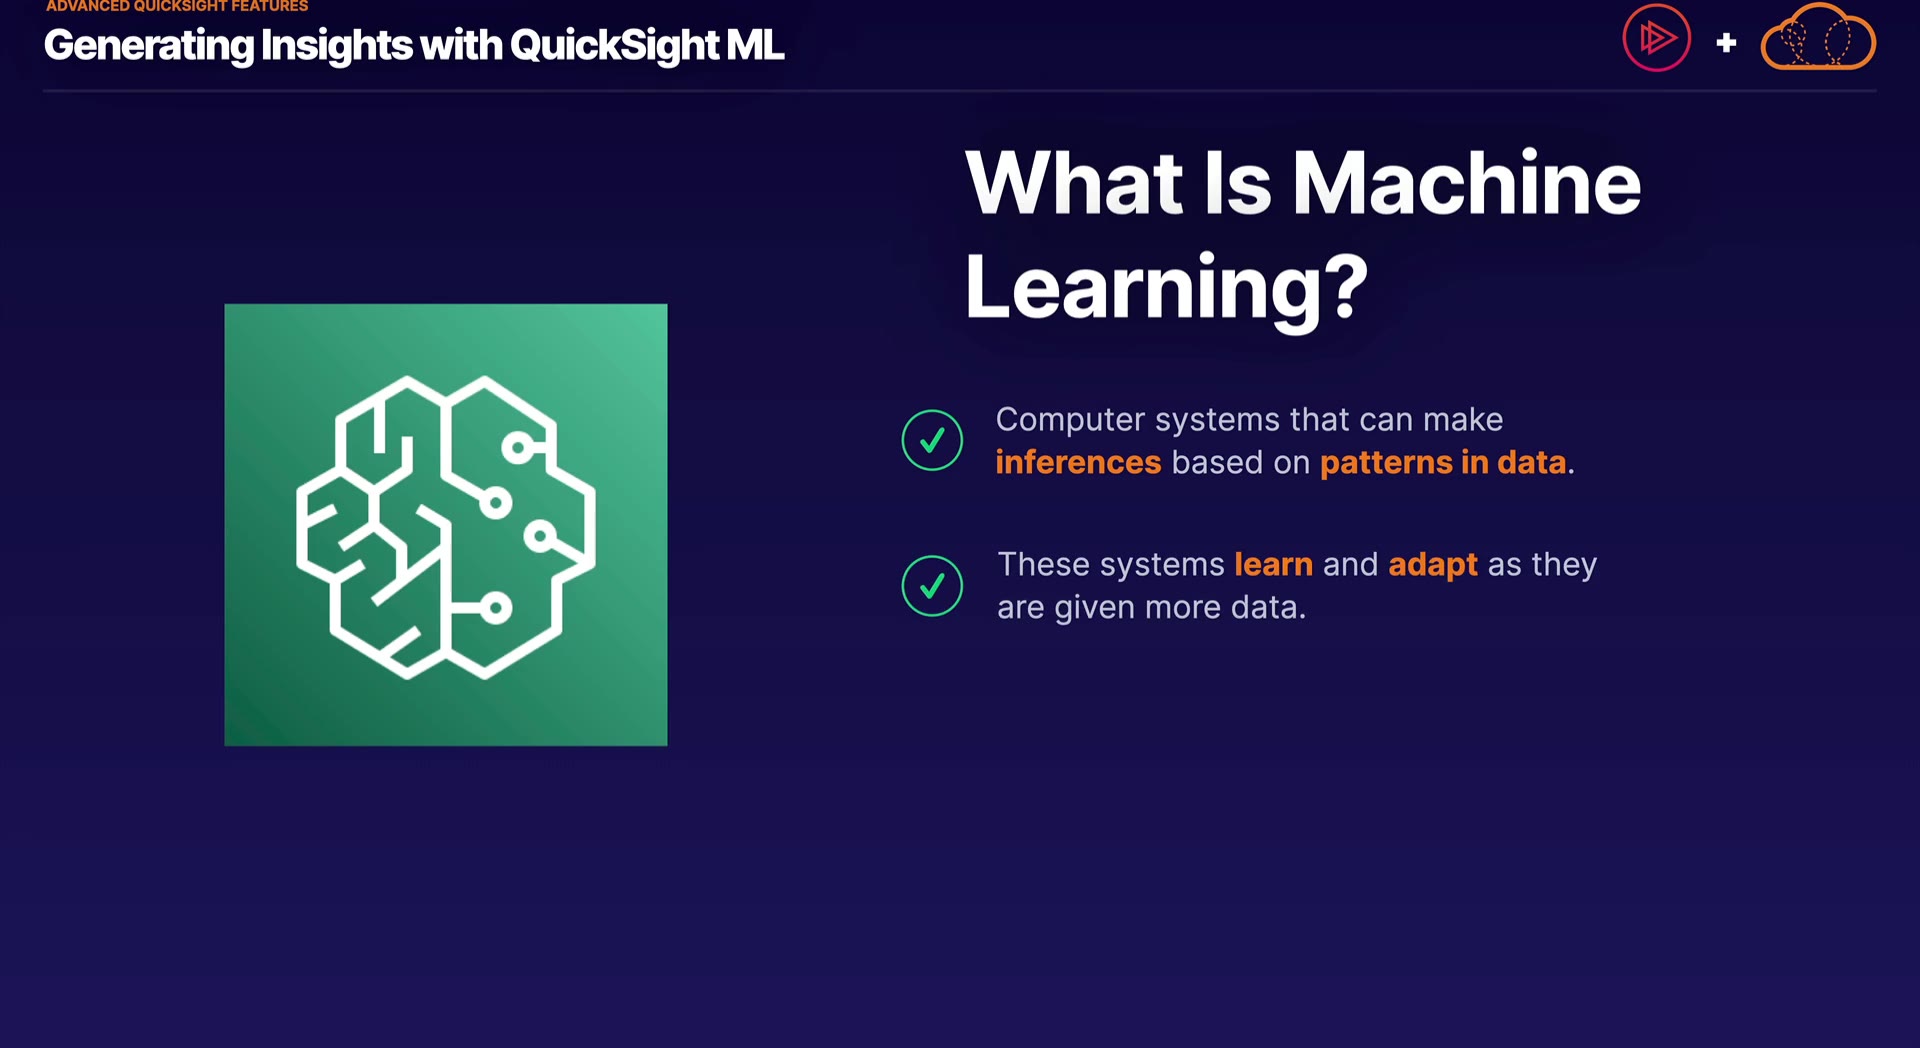 ADVANCED QUICKSIGHT FEATURES
Generating Insights with QuickSight ML
What Is Machine
Learning?
Computer systems that can make
inferences based on patterns in data.
These systems learn and adapt as they
are given more data.